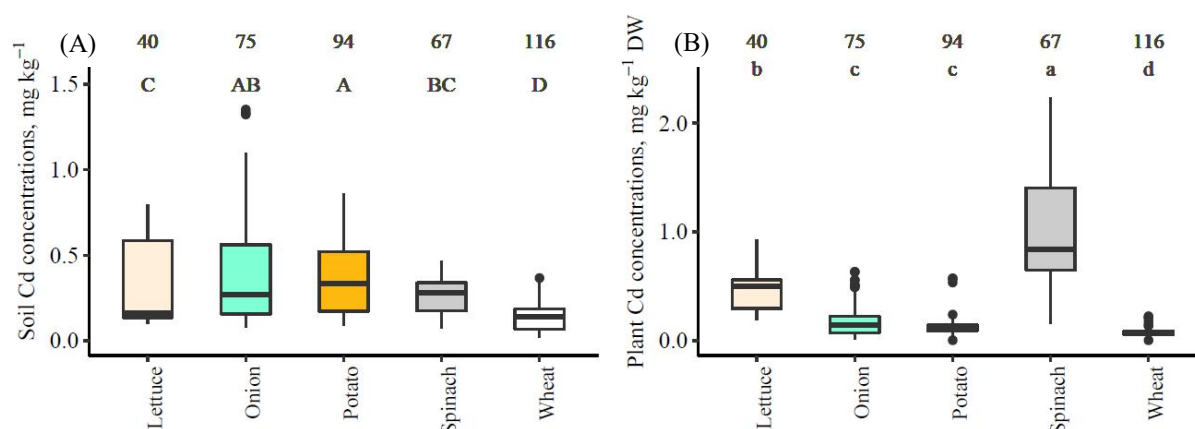 (A)
40 75 94 67 116
C AB A BC D
Soil Cd concentrations, mg kg⁻¹
1.5
1.0
0.5
0.0
Lettuce
Onion
Potato
Spinach
Wheat
(B)
40 75 94 67 116
b c c a d
Plant Cd concentrations, mg kg⁻¹ DW
2.0
1.0
0.0
Lettuce
Onion
Potato
Spinach
Wheat